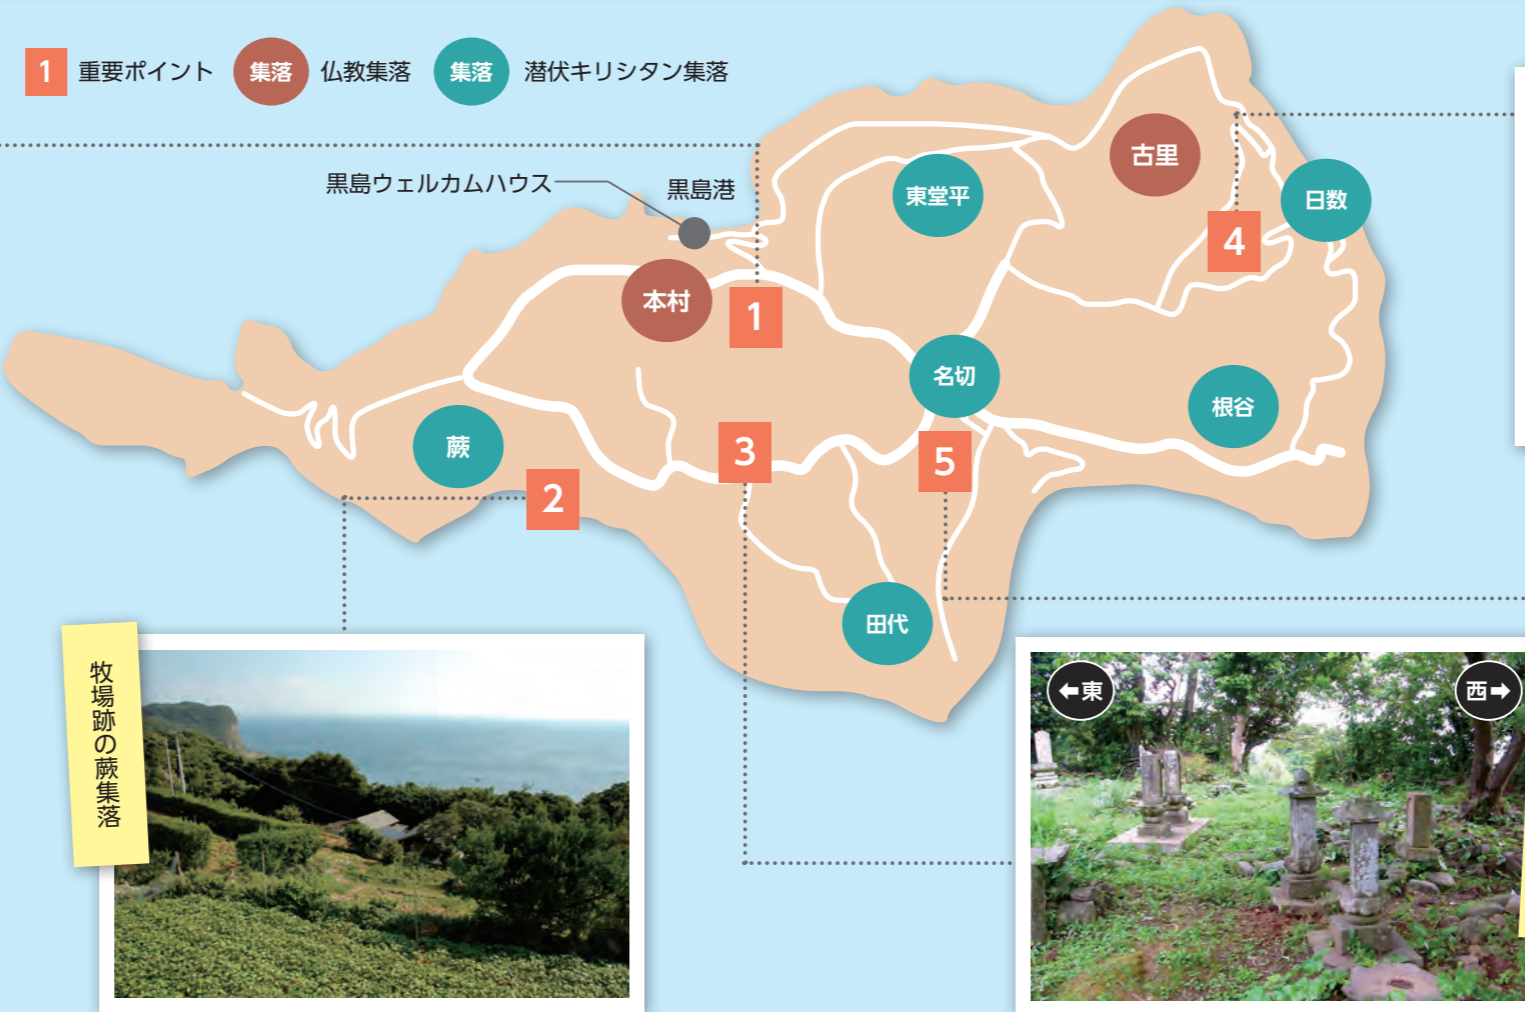 1 重要ポイント 集落 仏教集落 集落 潜伏キリシタン集落
黒島ウェルカムハウス
黒島港
古里
東堂平
日数
4
本村
1
名切
根谷
蕨
3
5
2
田代
牧場跡の蕨集落
←東
西→